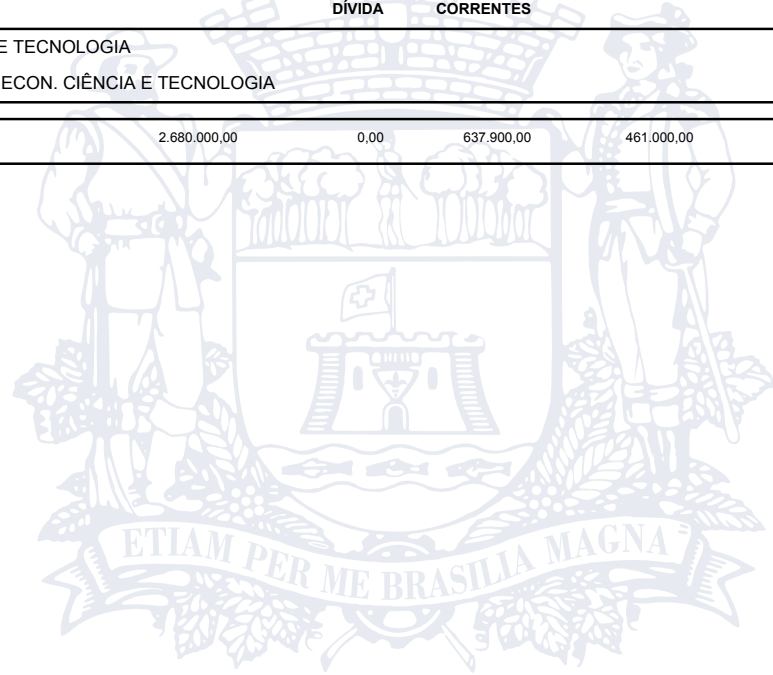 DÍVIDA CORRENTES
E TECNOLOGIA
ECON. CIÊNCIA E TECNOLOGIA
2.680.000,00 0,00 637.900,00 461.000,00
ETIAM PER ME BRASILIA MAGNA